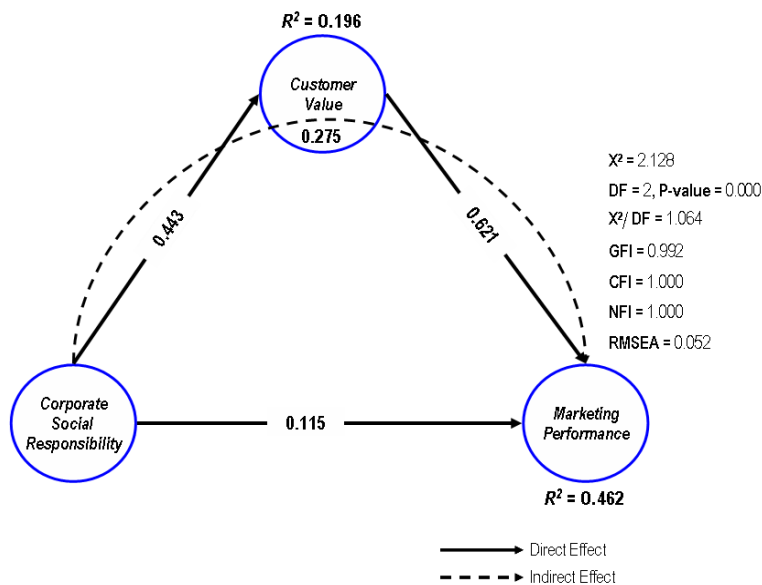 R² = 0.196
Customer
Value
0.275
0.443
0.621
X² = 2.128
DF = 2, P-value = 0.000
X²/ DF = 1.064
GFI = 0.992
CFI = 1.000
NFI = 1.000
RMSEA = 0.052
Corporate
Social
Responsibility
0.115
Marketing
Performance
R² = 0.462
Direct Effect
Indirect Effect